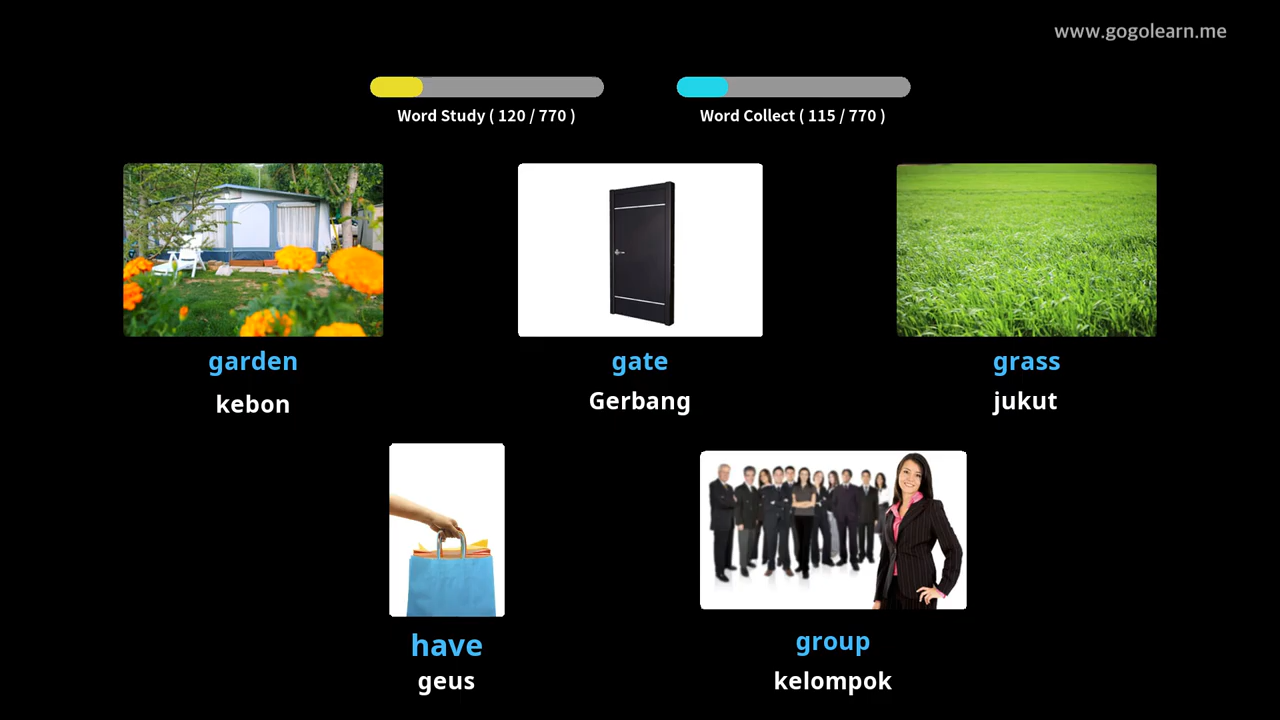 www.gogolearn.me
Word Study ( 120 / 770 )
Word Collect ( 115 / 770 )
garden
kebon
gate
Gerbang
grass
jukut
have
geus
group
kelompok